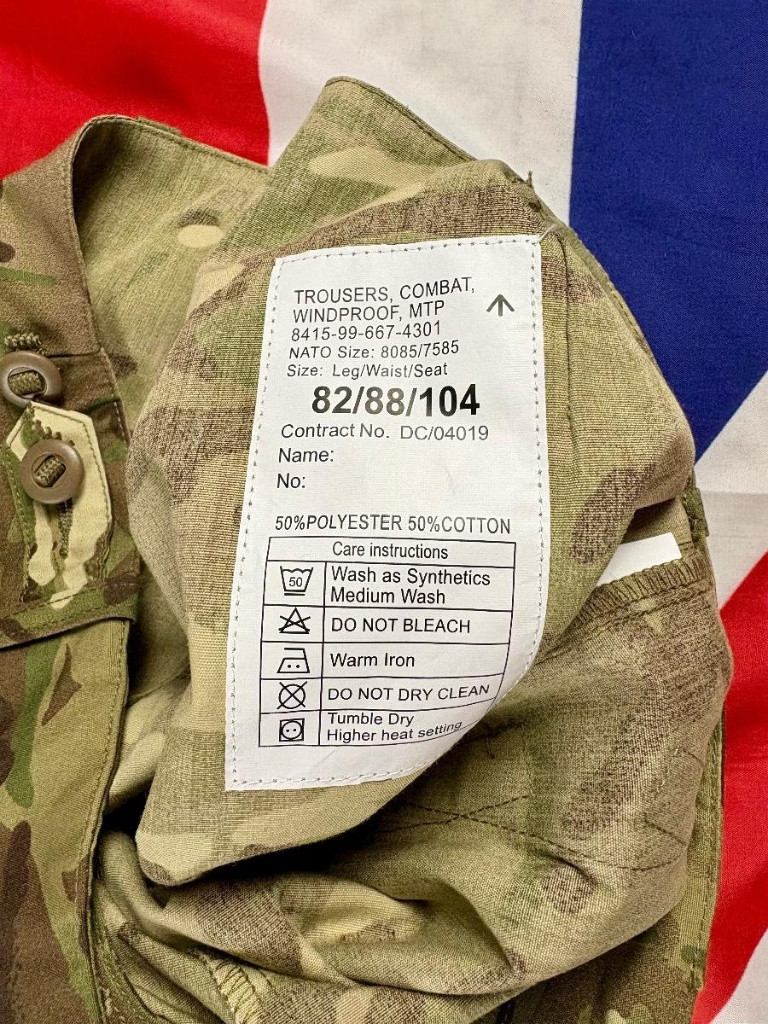 TROUSERS, COMBAT,
WINDPROOF, MTP
8415-99-667-4301
NATO Size: 8085/7585
Size: Leg/Waist/Seat
82/88/104
Contract No. DC/04019
Name:
No:
50%POLYESTER 50%COTTON
Care instructions
50
Wash as Synthetics
Medium Wash
DO NOT BLEACH
Warm Iron
DO NOT DRY CLEAN
Tumble Dry
Higher heat setting